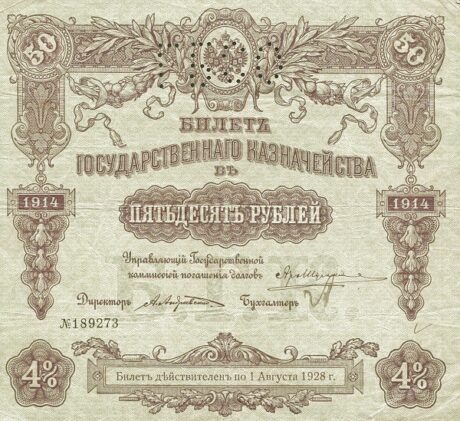 50 50
БИЛЕТЪ
ГОСУДАРСТВЕННАГО КАЗНАЧЕЙСТВА
ВЪ
1914 1914
ПЯТЬДЕСЯТЪ РУБЛЕЙ
Управляющій Государственной
коммиссіей погашенія долговъ
Директоръ Бухгалтеръ
№189273
4% 4%
Билетъ дѣйствителенъ по 1 Августа 1928 г.